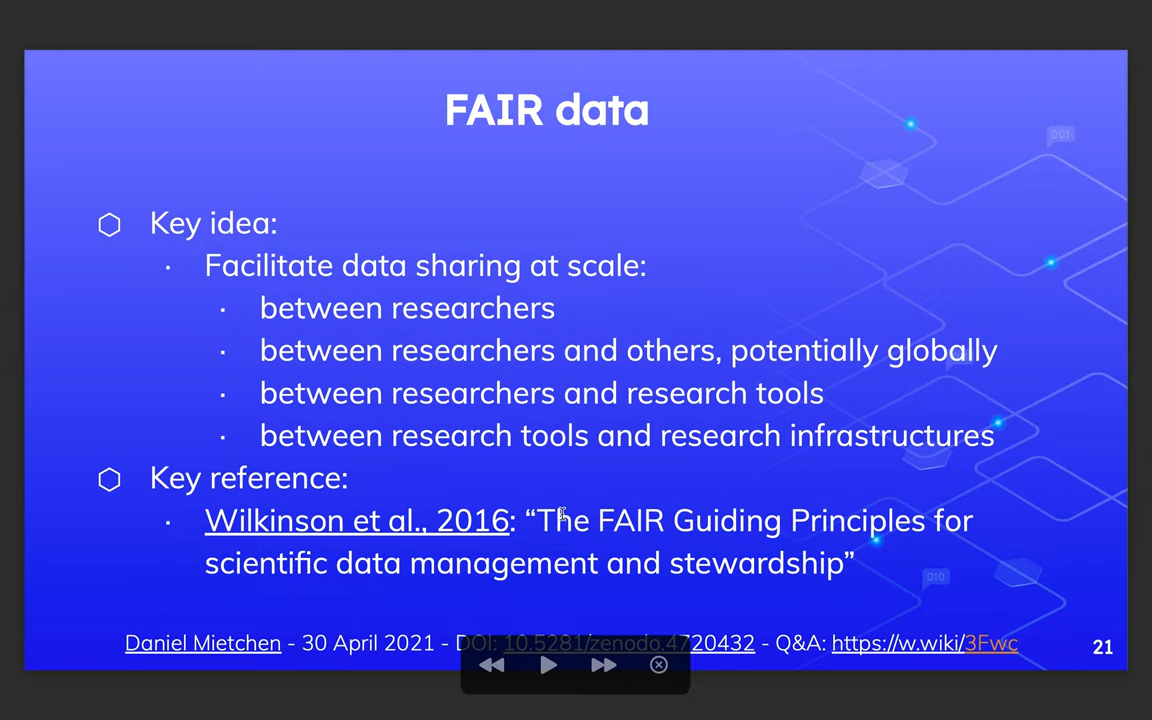 FAIR data
001
Key idea:
Facilitate data sharing at scale:
between researchers
between researchers and others, potentially globally
between researchers and research tools
between research tools and research infrastructures
Key reference:
Wilkinson et al., 2016: “The FAIR Guiding Principles for
scientific data management and stewardship”
010
Daniel Mietchen - 30 April 2021 - DOI: 10.5281/zenodo.4720432 - Q&A: https://w.wiki/3Fwc
21